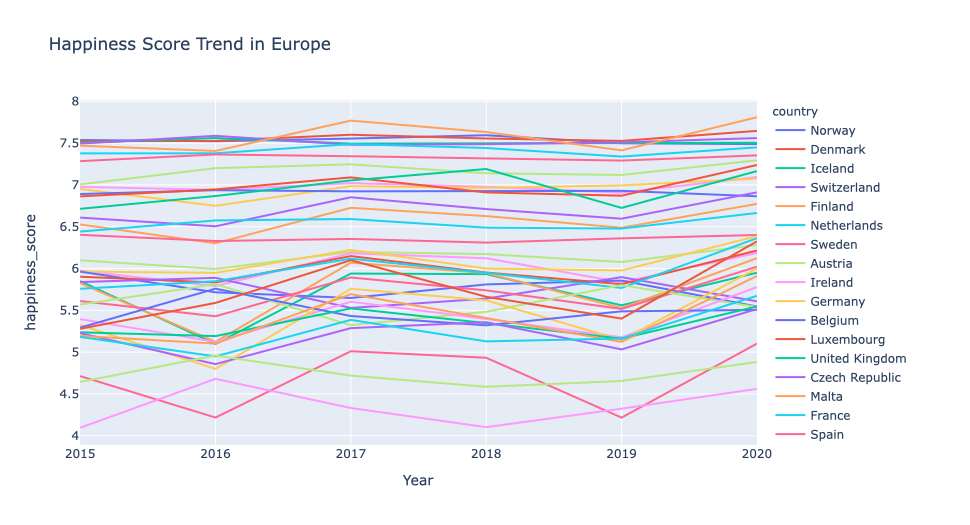 Happiness Score Trend in Europe
8
7.5
7
6.5
6
5.5
5
4.5
4
happiness_score
2015
2016
2017
2018
2019
2020
Year
country
Norway
Denmark
Iceland
Switzerland
Finland
Netherlands
Sweden
Austria
Ireland
Germany
Belgium
Luxembourg
United Kingdom
Czech Republic
Malta
France
Spain